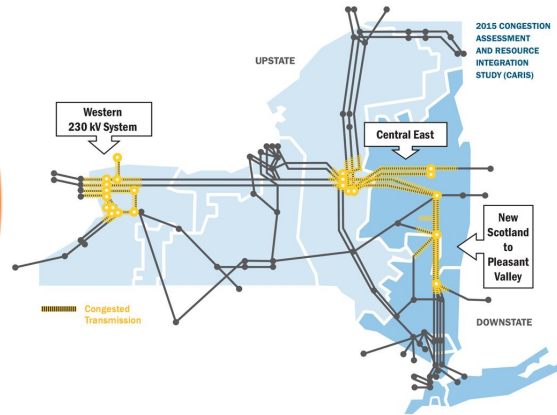 2015 CONGESTION
ASSESSMENT
AND RESOURCE
INTEGRATION
STUDY (CARIS)
UPSTATE
Western
230 kV System
Central East
New
Scotland
to
Pleasant
Valley
Congested
Transmission
DOWNSTATE